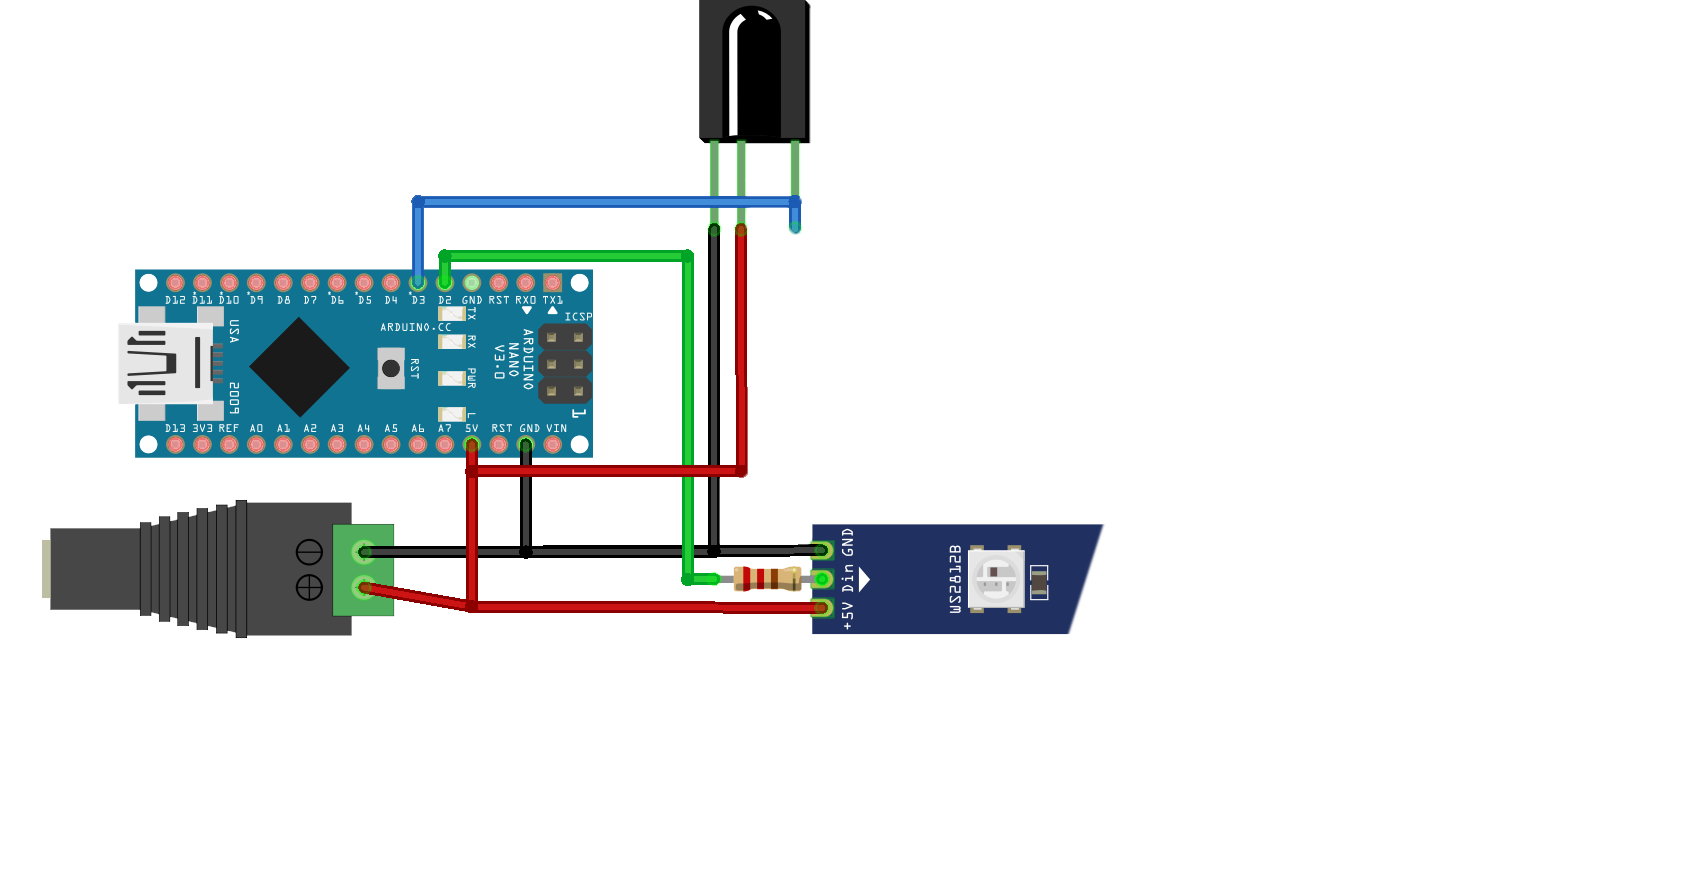 D12 D11 D10 D9 D8 D7 D6 D5 D4 D3 D2 GND RST RX0 TX1
ICSP
TX
ARDUINO.CC
USA
RX
RST
ARDUINO
NANO
V3.0
PWR
2009
L
1
D13 3V3 REF A0 A1 A2 A3 A4 A5 A6 A7 5V RST GND VIN
GND
Din
+5V
WS2812B